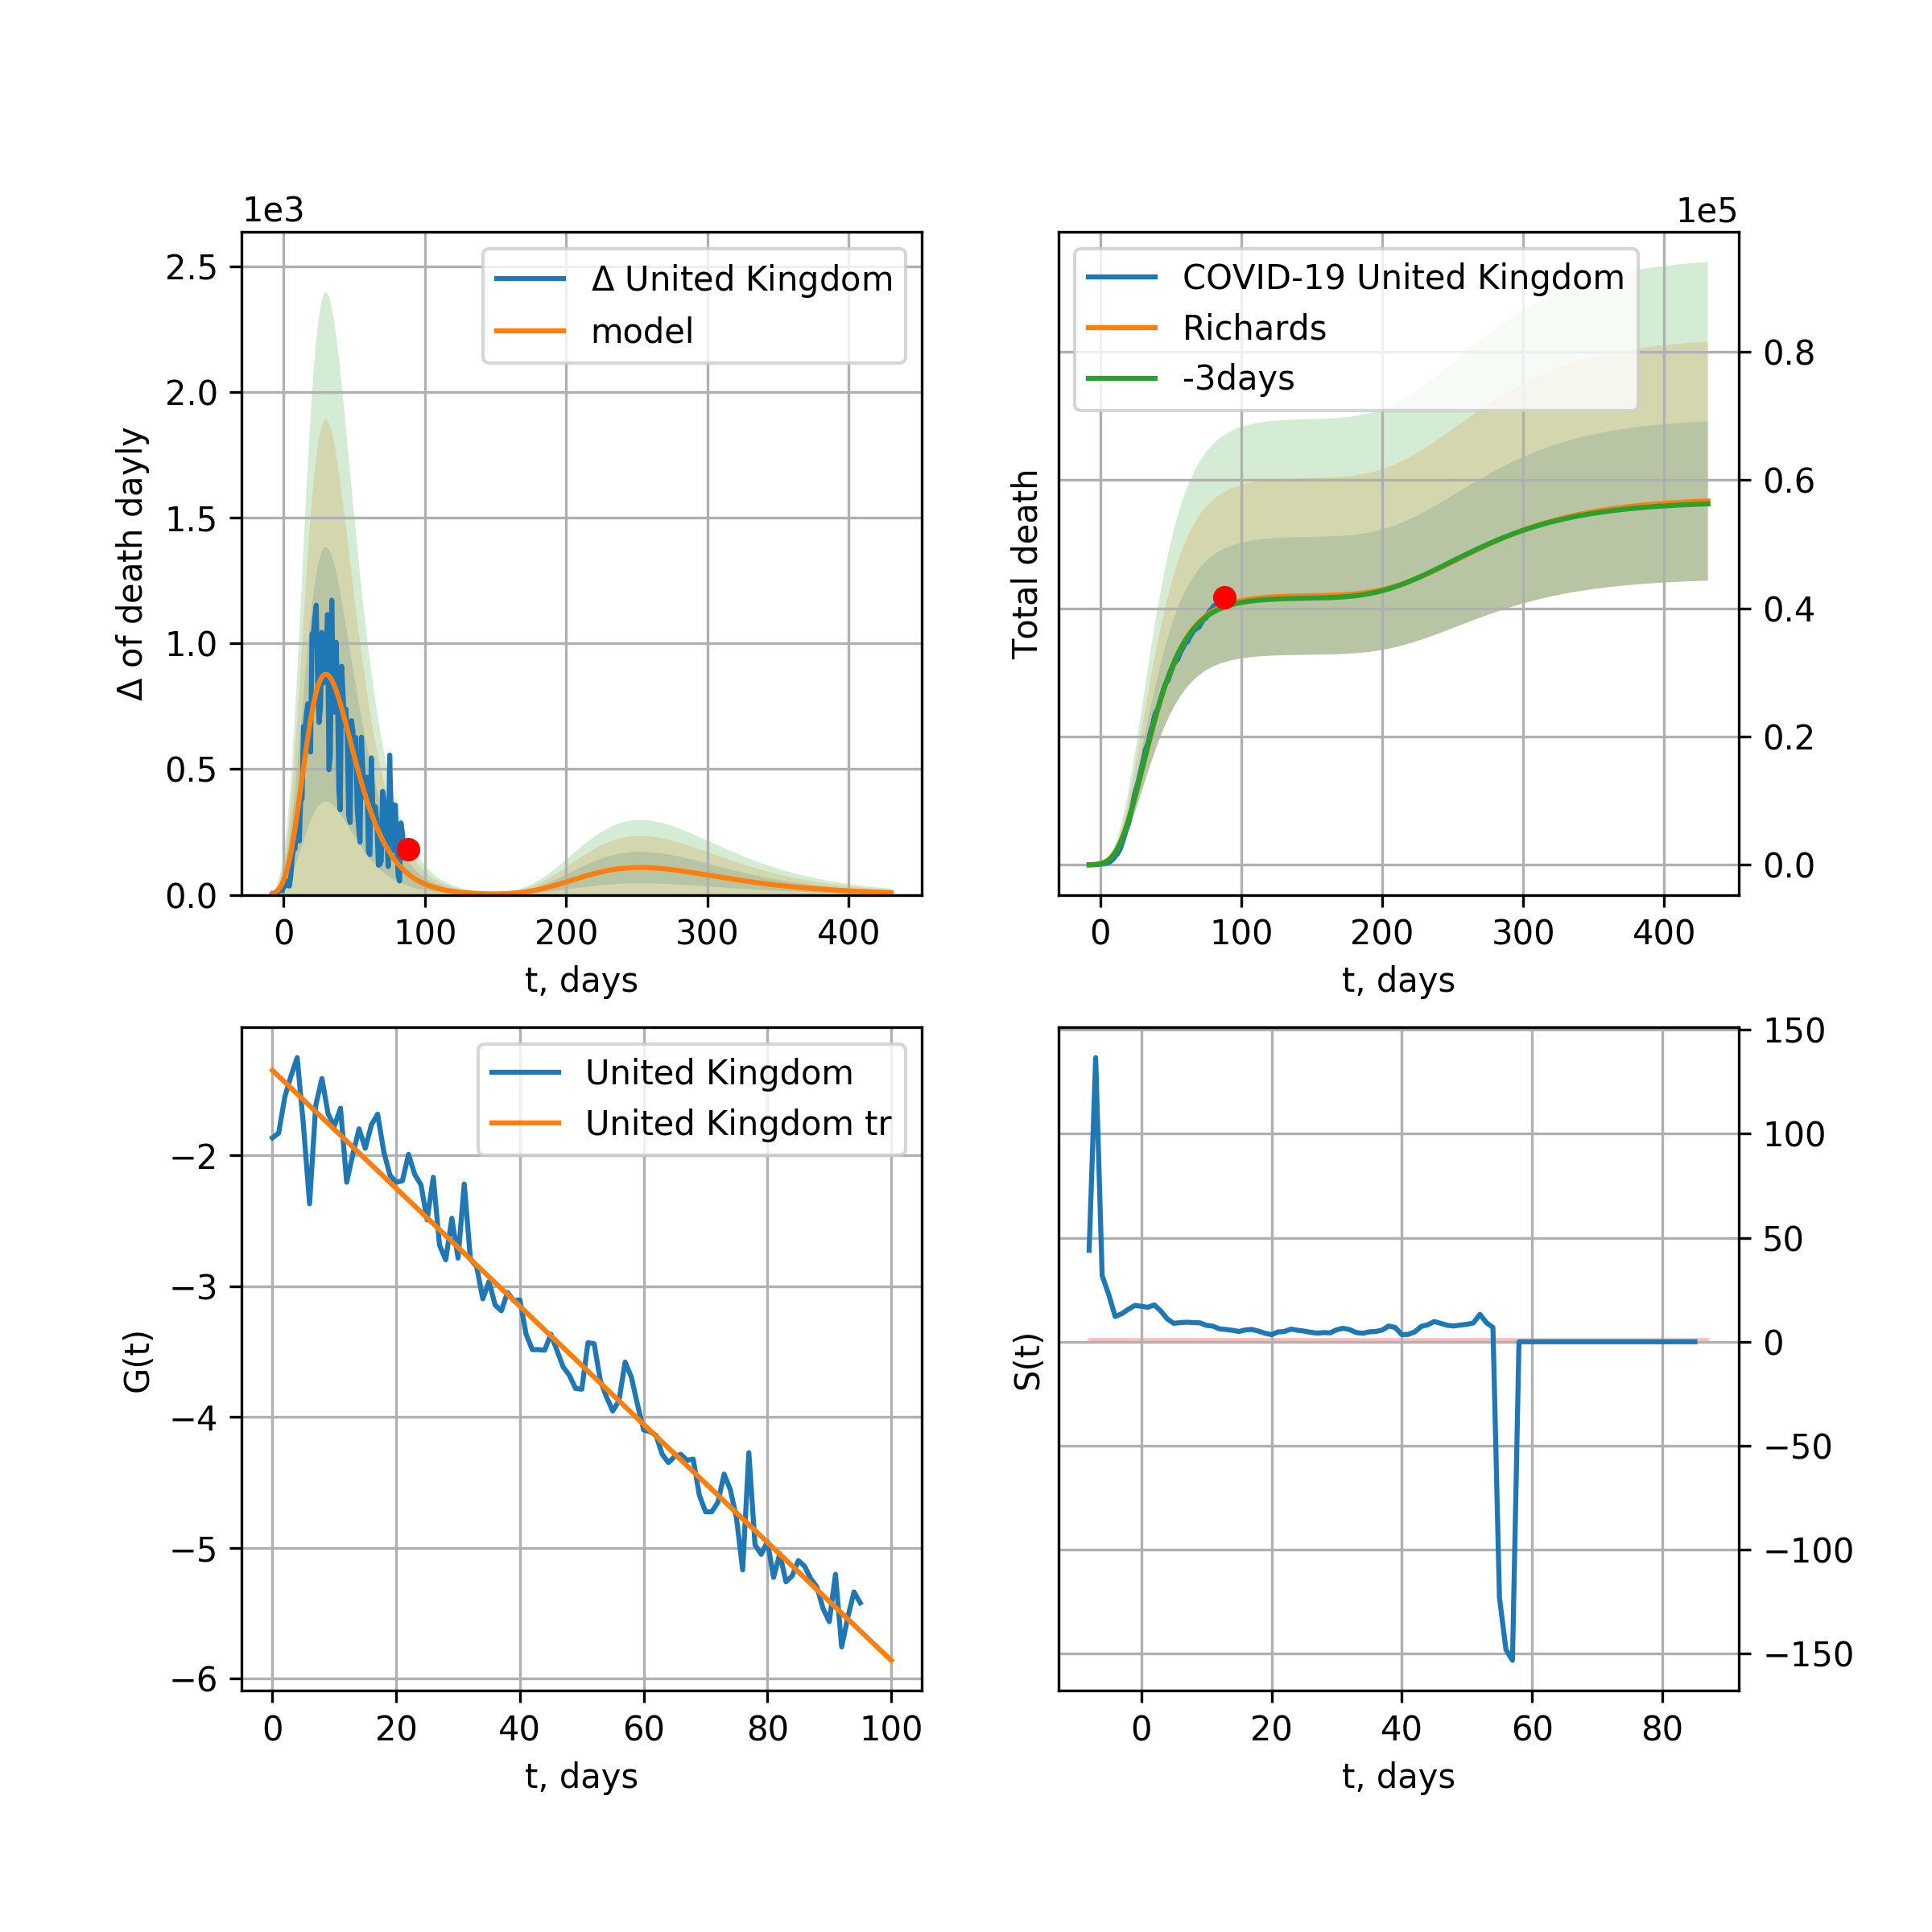 1e3
2.5
2.0
1.5
1.0
0.5
0.0
Δ of death dayly
Δ United Kingdom
model
0 100 200 300 400
t, days
1e5
COVID-19 United Kingdom
Richards
-3days
Total death
0.8
0.6
0.4
0.2
0.0
0 100 200 300 400
t, days
United Kingdom
United Kingdom tr
G(t)
−2
−3
−4
−5
−6
0 20 40 60 80 100
t, days
S(t)
150
100
50
0
−50
−100
−150
0 20 40 60 80
t, days